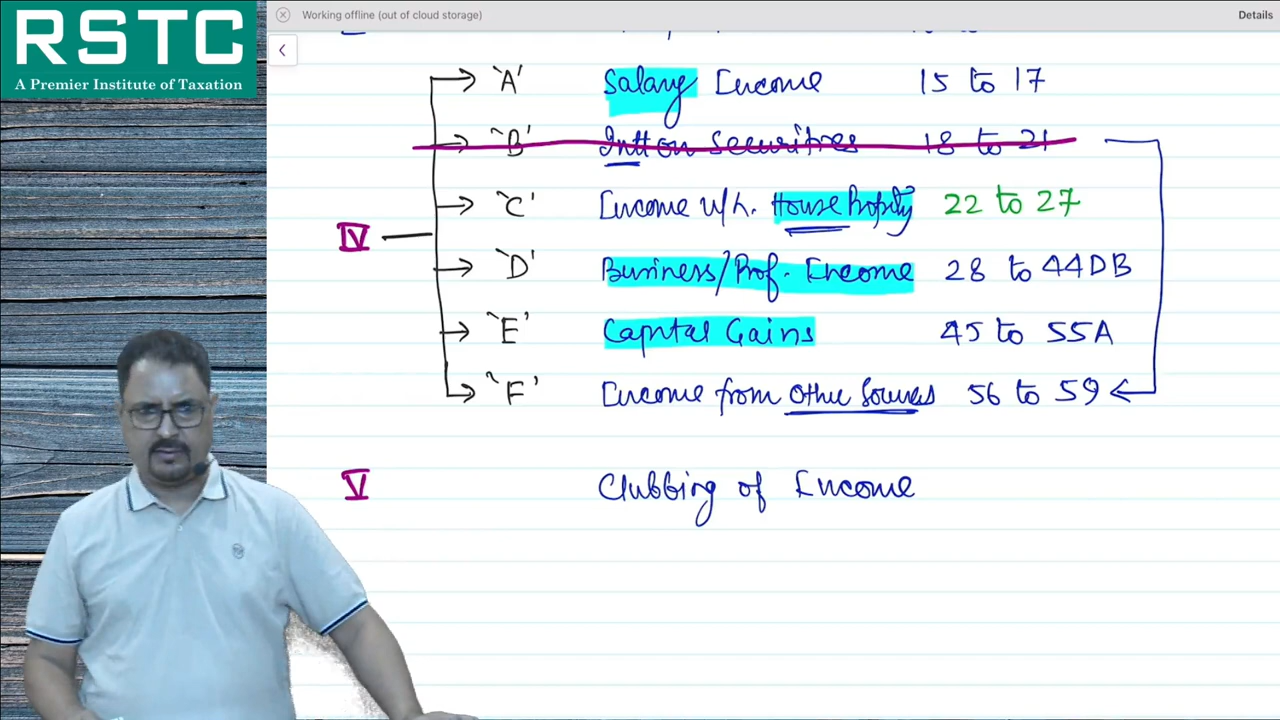 RSTC
A Premier Institute of Taxation
Working offline (out of cloud storage)
Details
`A' Salary Income 15 to 17
`B' Intt on Securities 18 to 21
`C' Income u/h. House Property 22 to 27
IV
`D' Business/Prof. Income 28 to 44DB
`E' Capital Gains 45 to 55A
`F' Income from Other Sources 56 to 59
V Clubbing of Income